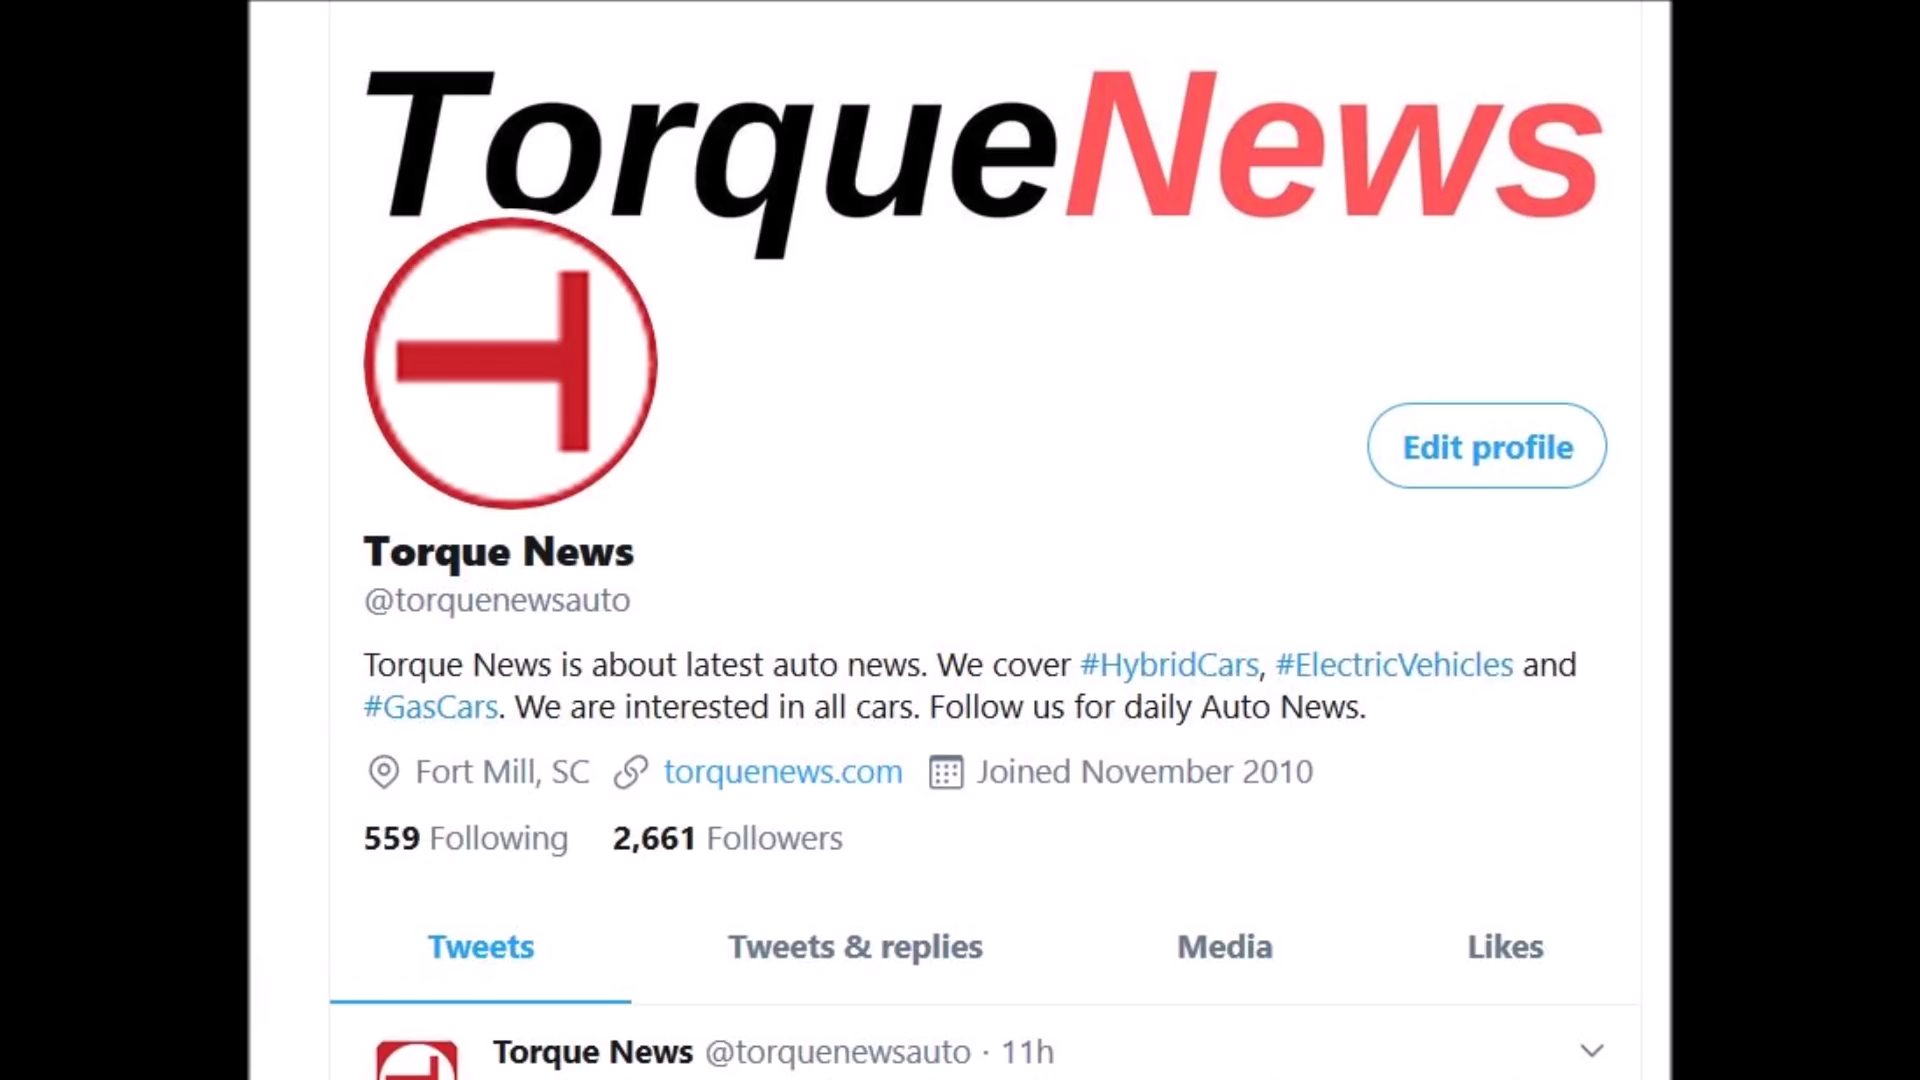 TorqueNews
T
Edit profile
Torque News
@torquenewsauto
Torque News is about latest auto news. We cover #HybridCars, #ElectricVehicles and
#GasCars. We are interested in all cars. Follow us for daily Auto News.
Fort Mill, SC torquenews.com Joined November 2010
559 Following 2,661 Followers
Tweets Tweets & replies Media Likes
Torque News @torquenewsauto · 11h